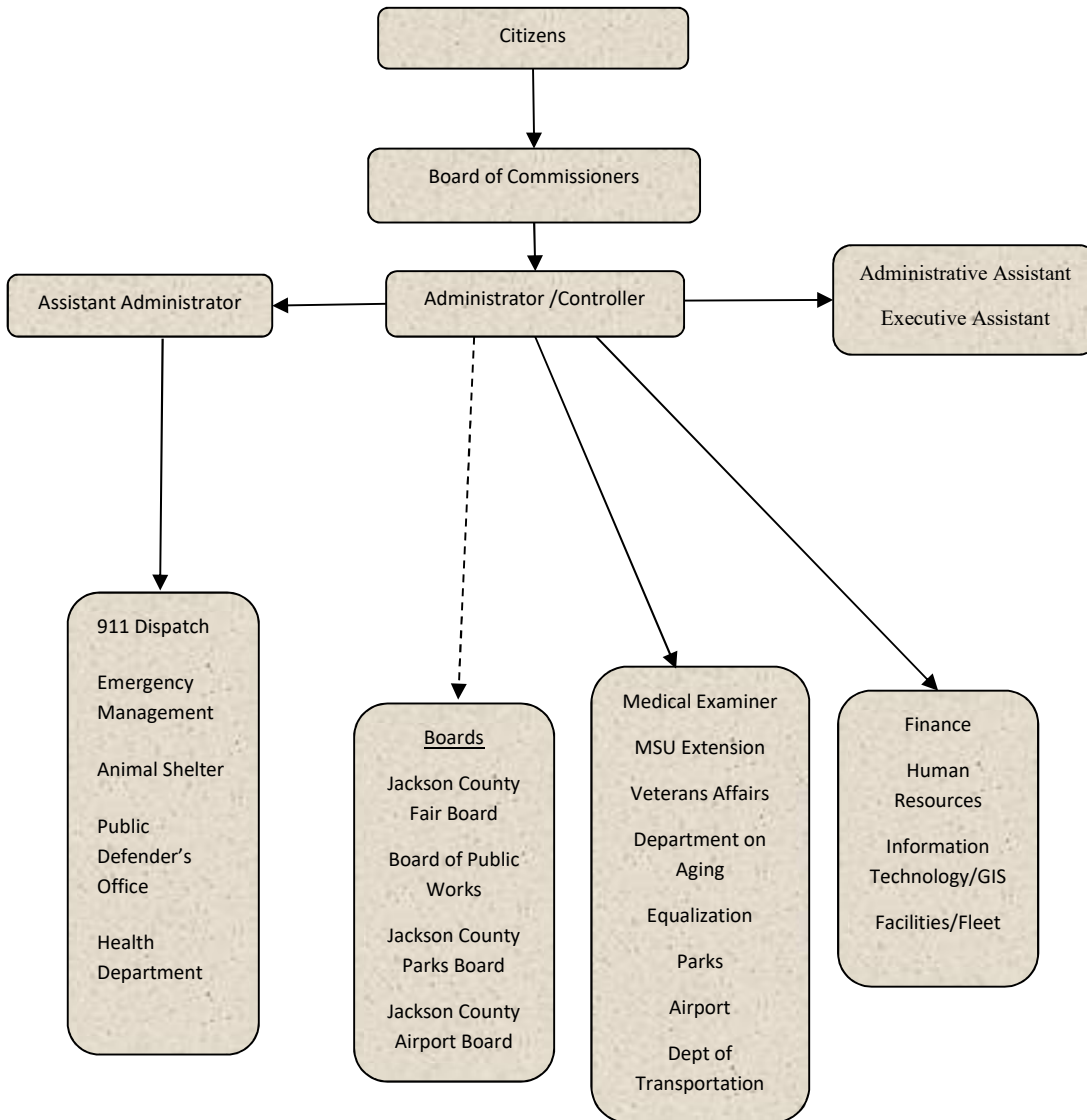 Citizens
Board of Commissioners
Assistant Administrator
Administrator /Controller
Administrative Assistant
Executive Assistant
911 Dispatch
Emergency
Management
Animal Shelter
Public
Defender’s
Office
Health
Department
Boards
Jackson County
Fair Board
Board of Public
Works
Jackson County
Parks Board
Jackson County
Airport Board
Medical Examiner
MSU Extension
Veterans Affairs
Department on
Aging
Equalization
Parks
Airport
Dept of
Transportation
Finance
Human
Resources
Information
Technology/GIS
Facilities/Fleet